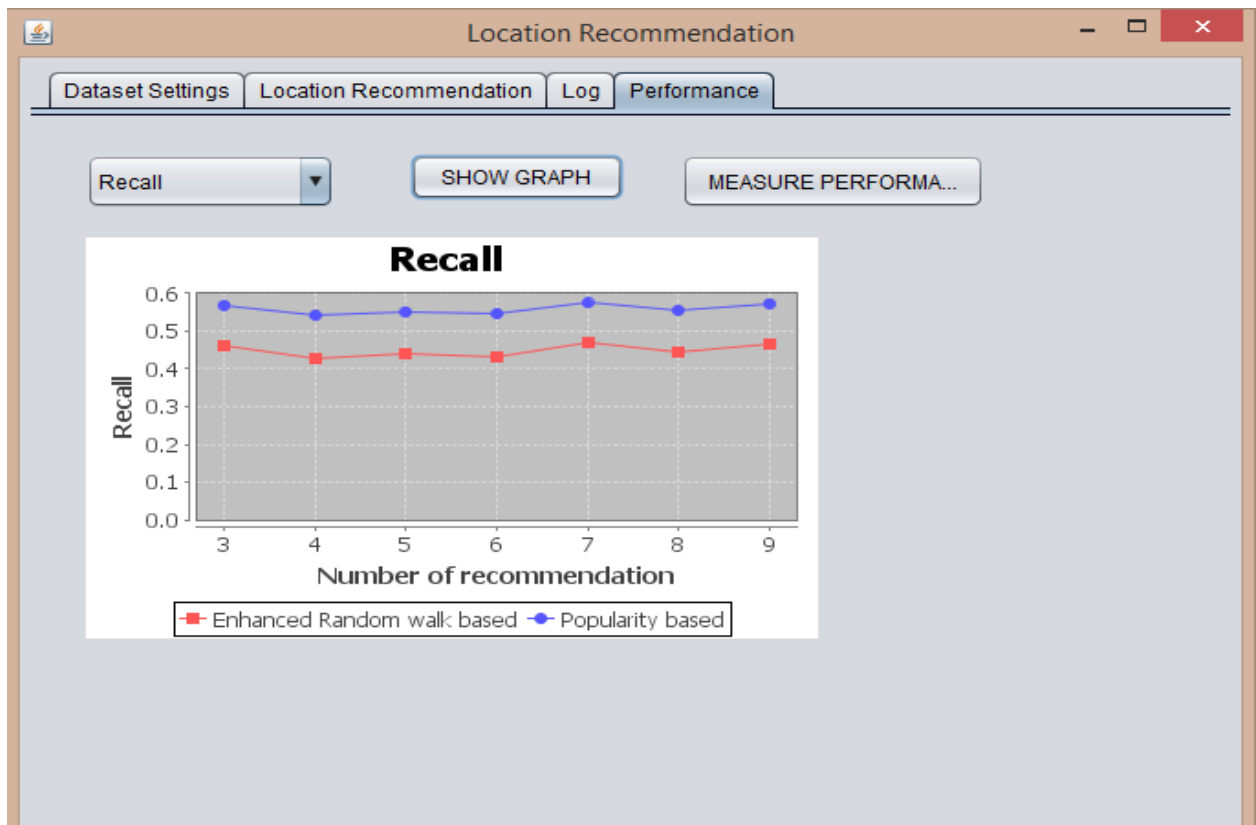 Location Recommendation
Dataset Settings Location Recommendation Log Performance
Recall SHOW GRAPH MEASURE PERFORMA...
Recall
0.6
0.5
0.4
0.3
0.2
0.1
0.0
Recall
3 4 5 6 7 8 9
Number of recommendation
Enhanced Random walk based Popularity based